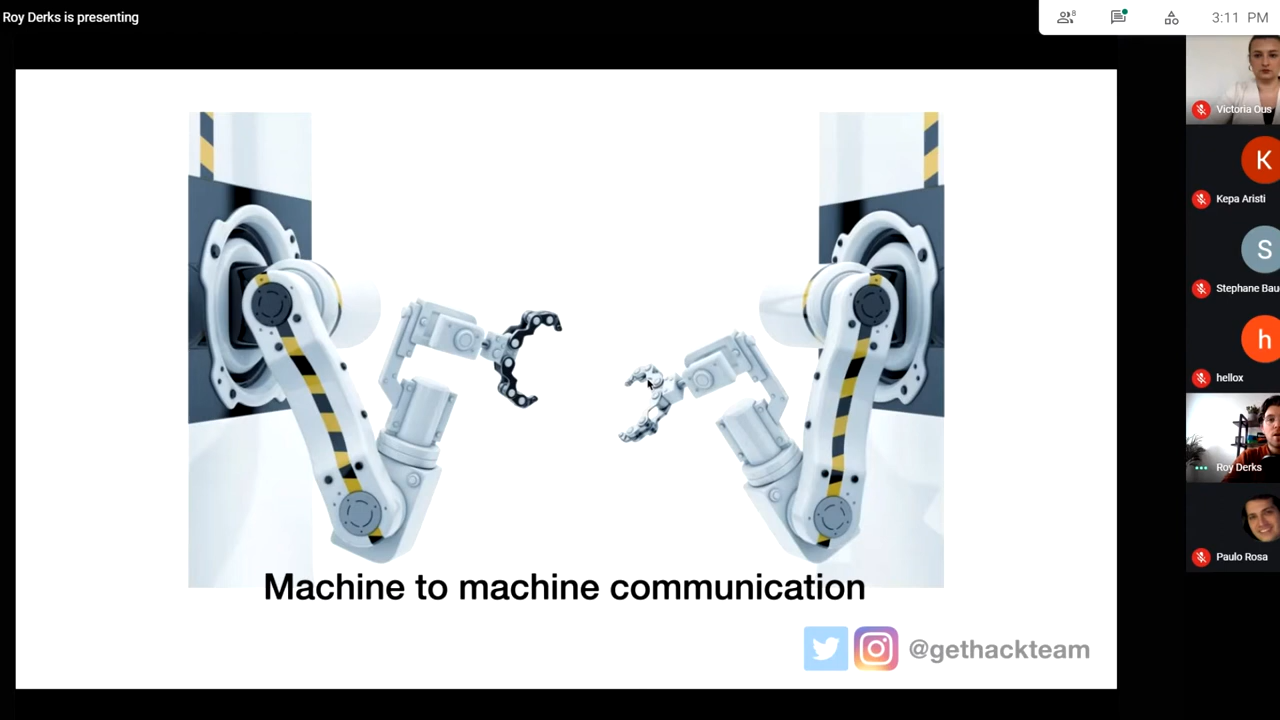 Roy Derks is presenting
8
3:11 PM
Victoria Ous
K
Kepa Aristi
S
Stephane Bau
h
hellox
Roy Derks
Paulo Rosa
Machine to machine communication
@gethackteam